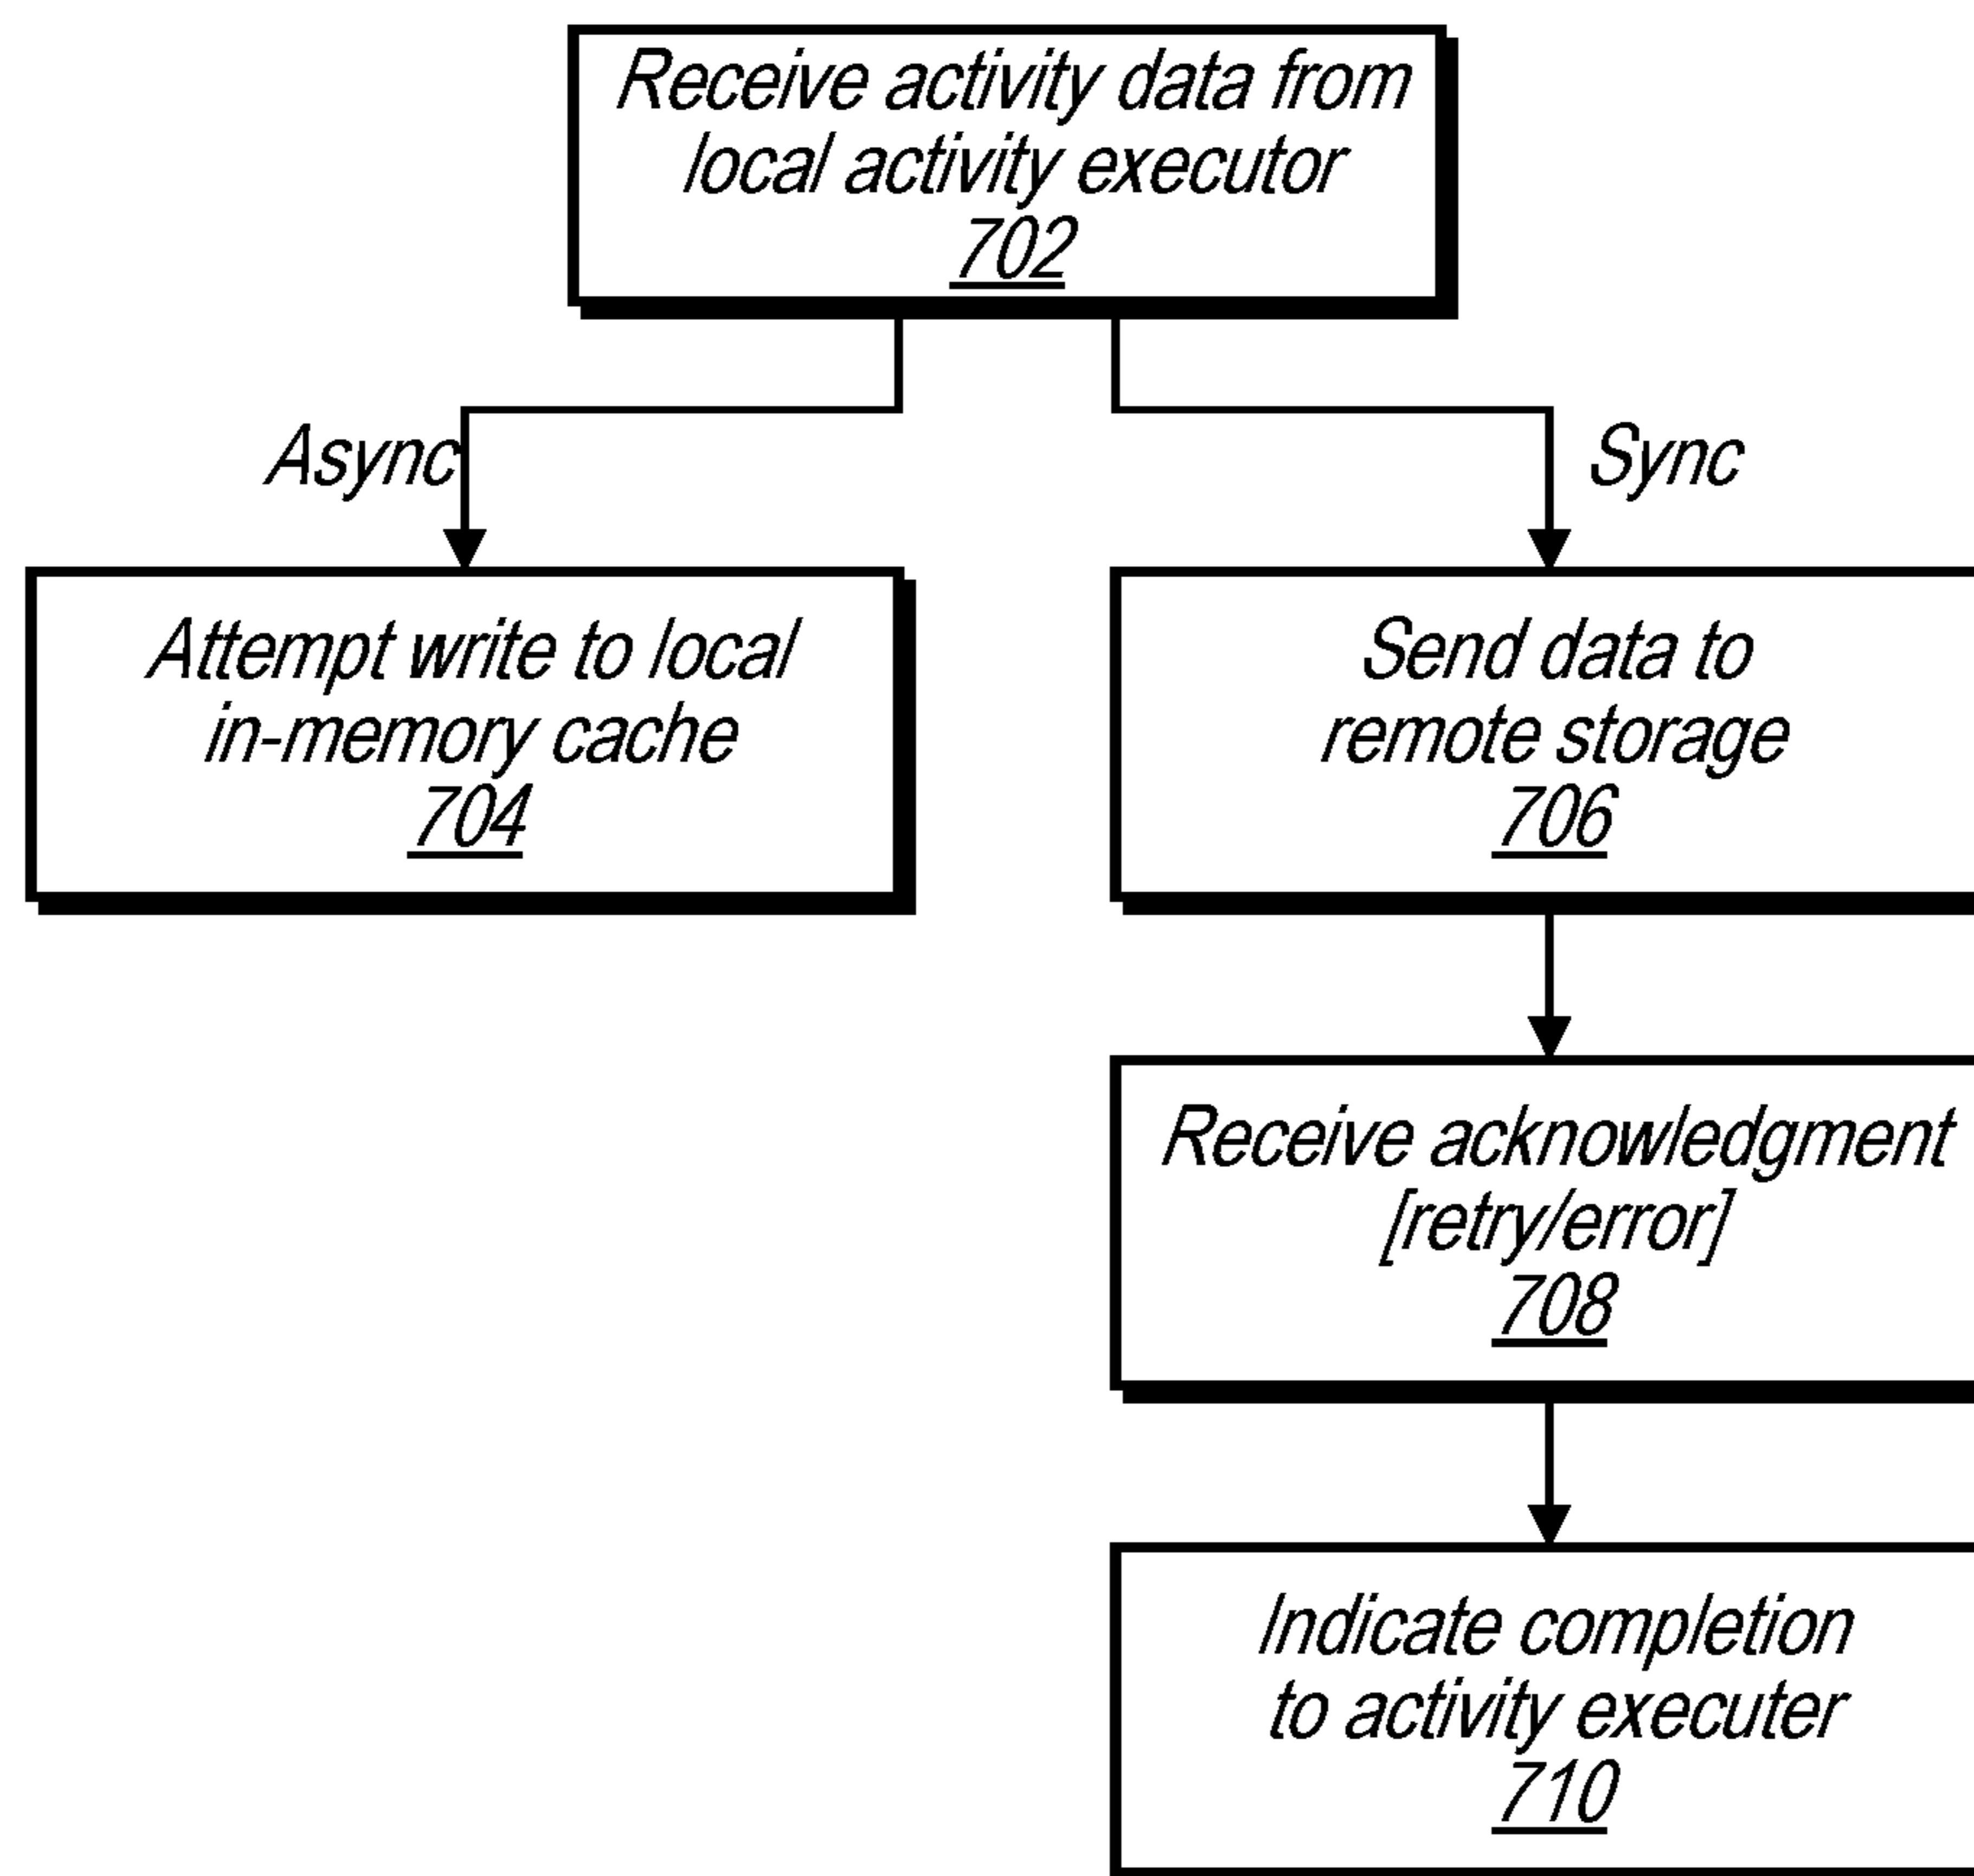 Receive activity data from
local activity executor
702
Async
Sync
Attempt write to local
in-memory cache
704
Send data to
remote storage
706
Receive acknowledgment
[retry/error]
708
Indicate completion
to activity executer
710